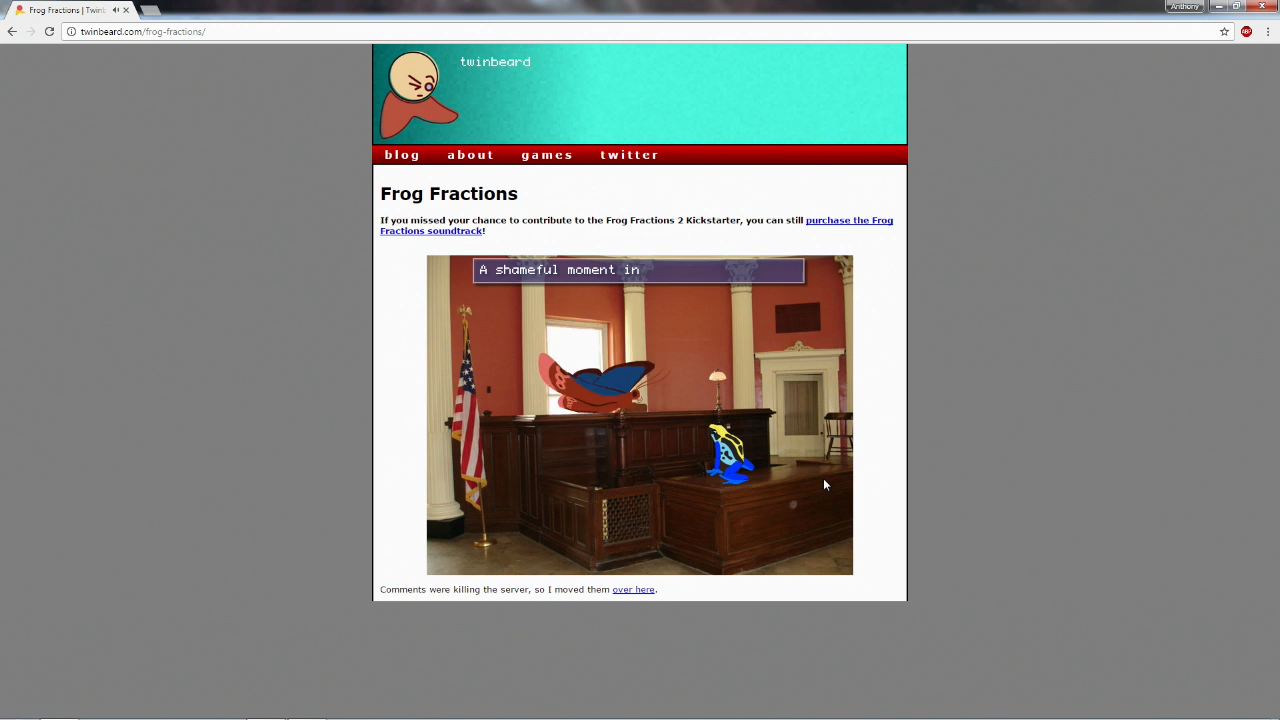 Frog Fractions | Twinb
Anthony
twinbeard.com/frog-fractions/
ABP
twinbeard
blog about games twitter
Frog Fractions
If you missed your chance to contribute to the Frog Fractions 2 Kickstarter, you can still purchase the Frog
Fractions soundtrack!
A shameful moment in
Comments were killing the server, so I moved them over here.